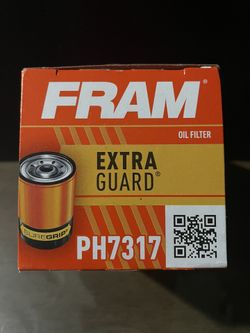 FRAM
OIL FILTER
EXTRA
GUARD®
SUREGRIP®
PH7317